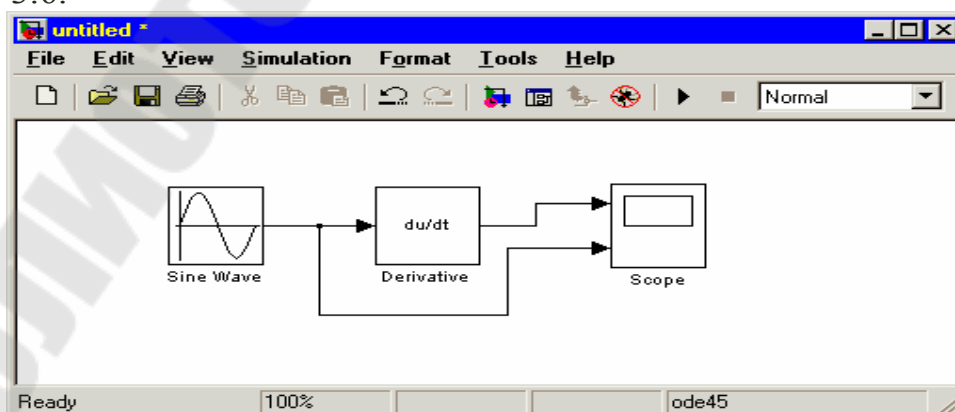 untitled *
File Edit View Simulation Format Tools Help
Normal
du/dt
Sine Wave Derivative Scope
Ready 100% ode45